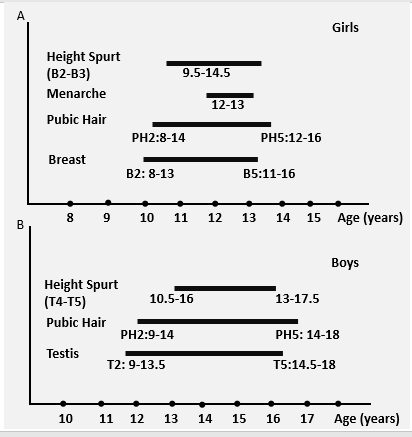 A
Girls
Height Spurt
(B2-B3)
9.5-14.5
Menarche
12-13
Pubic Hair
PH2:8-14 PH5:12-16
Breast
B2: 8-13 B5:11-16
8 9 10 11 12 13 14 15 Age (years)
B
Boys
Height Spurt
(T4-T5)
10.5-16 13-17.5
Pubic Hair
PH2:9-14 PH5: 14-18
Testis
T2: 9-13.5 T5:14.5-18
10 11 12 13 14 15 16 17 Age (years)